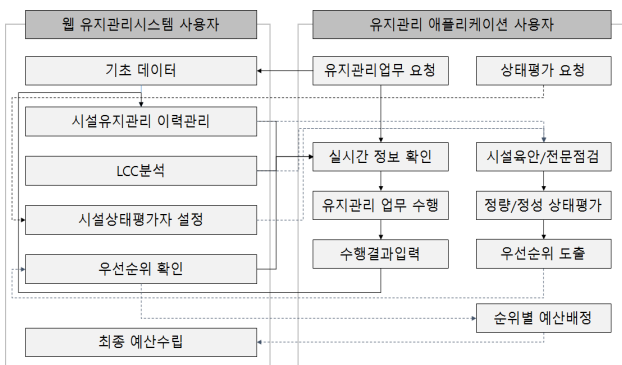 웹 유지관리시스템 사용자
유지관리 애플리케이션 사용자
기초 데이터
유지관리업무 요청
상태평가 요청
시설유지관리 이력관리
LCC분석
실시간 정보 확인
시설육안/전문점검
시설상태평가자 설정
유지관리 업무 수행
정량/정성 상태평가
우선순위 확인
수행결과입력
우선순위 도출
순위별 예산배정
최종 예산수립